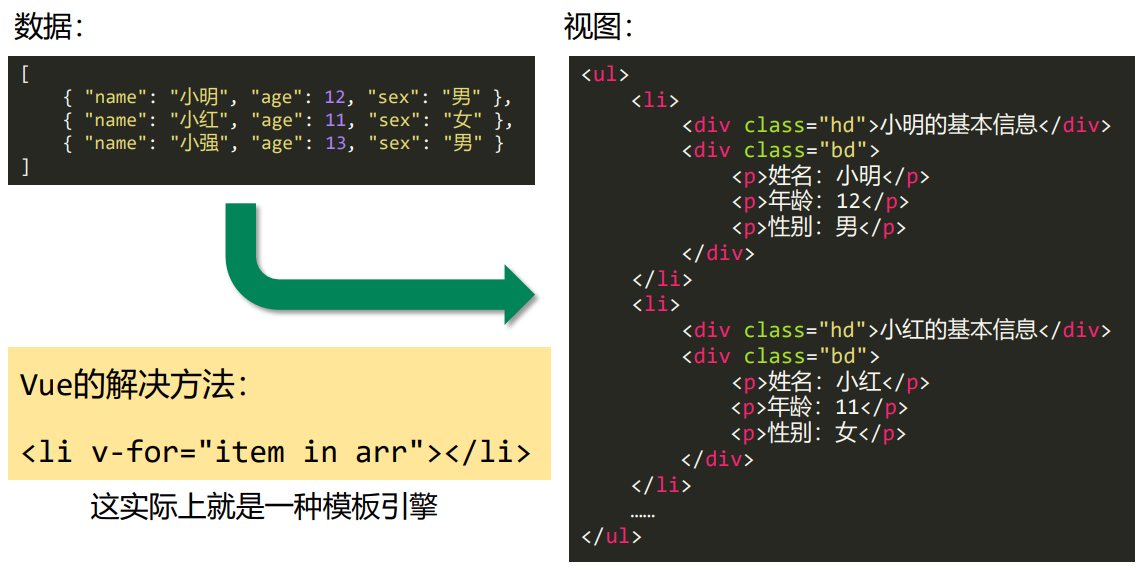 数据：
[
    { "name": "小明", "age": 12, "sex": "男" },
    { "name": "小红", "age": 11, "sex": "女" },
    { "name": "小强", "age": 13, "sex": "男" }
]
Vue的解决方法：
<li v-for="item in arr"></li>
这实际上就是一种模板引擎
视图：
<ul>
    <li>
        <div class="hd">小明的基本信息</div>
        <div class="bd">
            <p>姓名：小明</p>
            <p>年龄：12</p>
            <p>性别：男</p>
        </div>
    </li>
    <li>
        <div class="hd">小红的基本信息</div>
        <div class="bd">
            <p>姓名：小红</p>
            <p>年龄：11</p>
            <p>性别：女</p>
        </div>
    </li>
    ……
</ul>